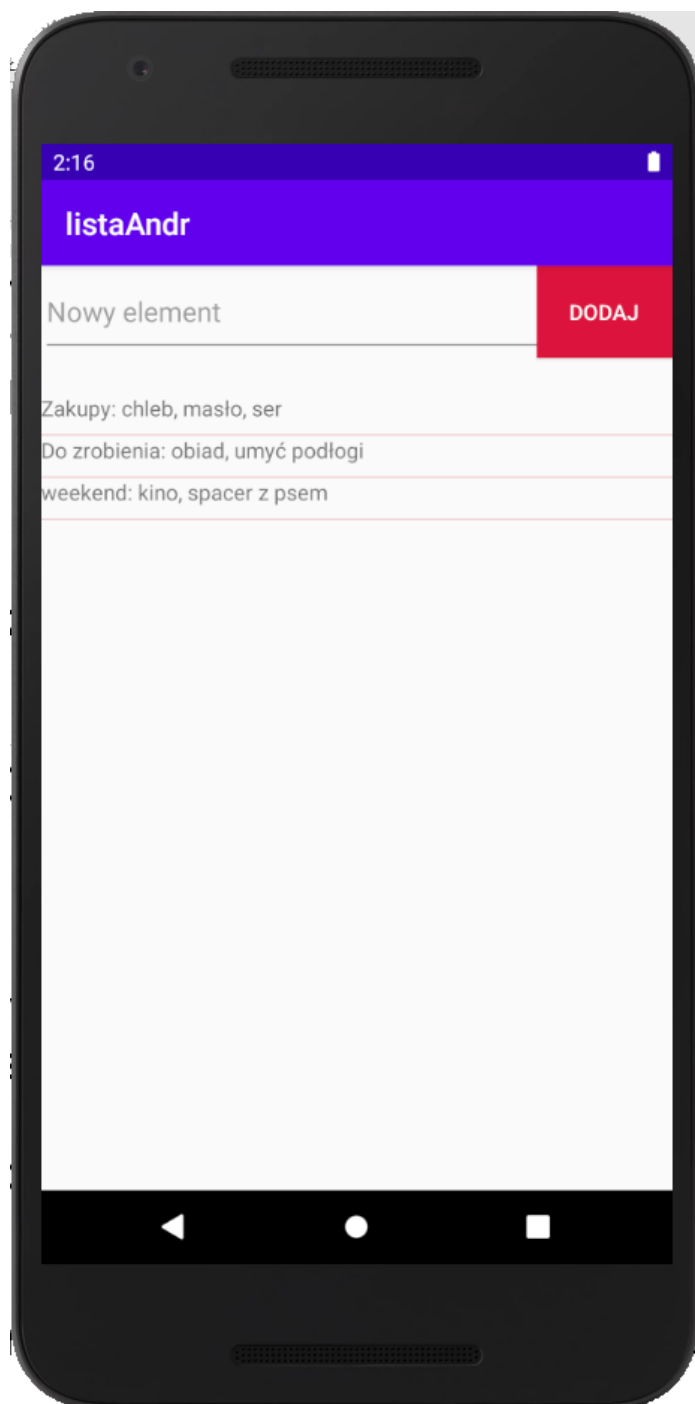 2:16
listaAndr
Nowy element
DODAJ
Zakupy: chleb, masło, ser
Do zrobienia: obiad, umyć podłogi
weekend: kino, spacer z psem